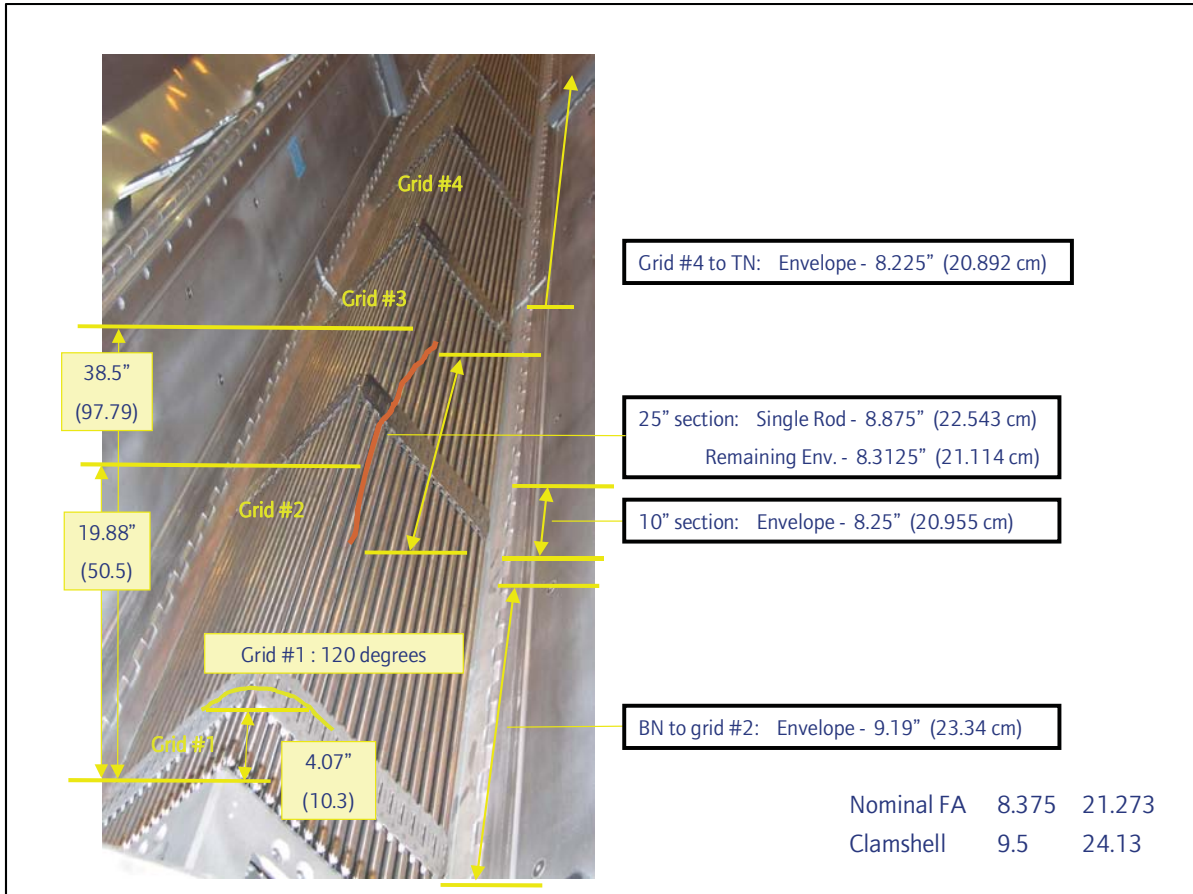 Grid #4
Grid #4 to TN: Envelope - 8.225” (20.892 cm)
Grid #3
38.5”
(97.79)
25” section: Single Rod - 8.875” (22.543 cm)
Remaining Env. - 8.3125” (21.114 cm)
Grid #2
10” section: Envelope - 8.25” (20.955 cm)
19.88”
(50.5)
Grid #1 : 120 degrees
BN to grid #2: Envelope - 9.19” (23.34 cm)
Grid #1
4.07”
(10.3)
Nominal FA 8.375 21.273
Clamshell 9.5 24.13